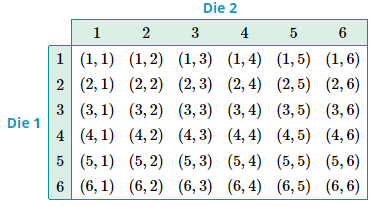 Die 2
1 2 3 4 5 6
1 (1, 1) (1, 2) (1, 3) (1, 4) (1, 5) (1, 6)
2 (2, 1) (2, 2) (2, 3) (2, 4) (2, 5) (2, 6)
3 (3, 1) (3, 2) (3, 3) (3, 4) (3, 5) (3, 6)
Die 1
4 (4, 1) (4, 2) (4, 3) (4, 4) (4, 5) (4, 6)
5 (5, 1) (5, 2) (5, 3) (5, 4) (5, 5) (5, 6)
6 (6, 1) (6, 2) (6, 3) (6, 4) (6, 5) (6, 6)